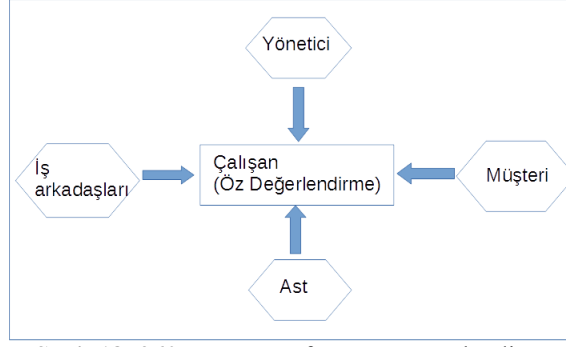 Yönetici
İş
arkadaşları
Çalışan
(Öz Değerlendirme)
Müşteri
Ast